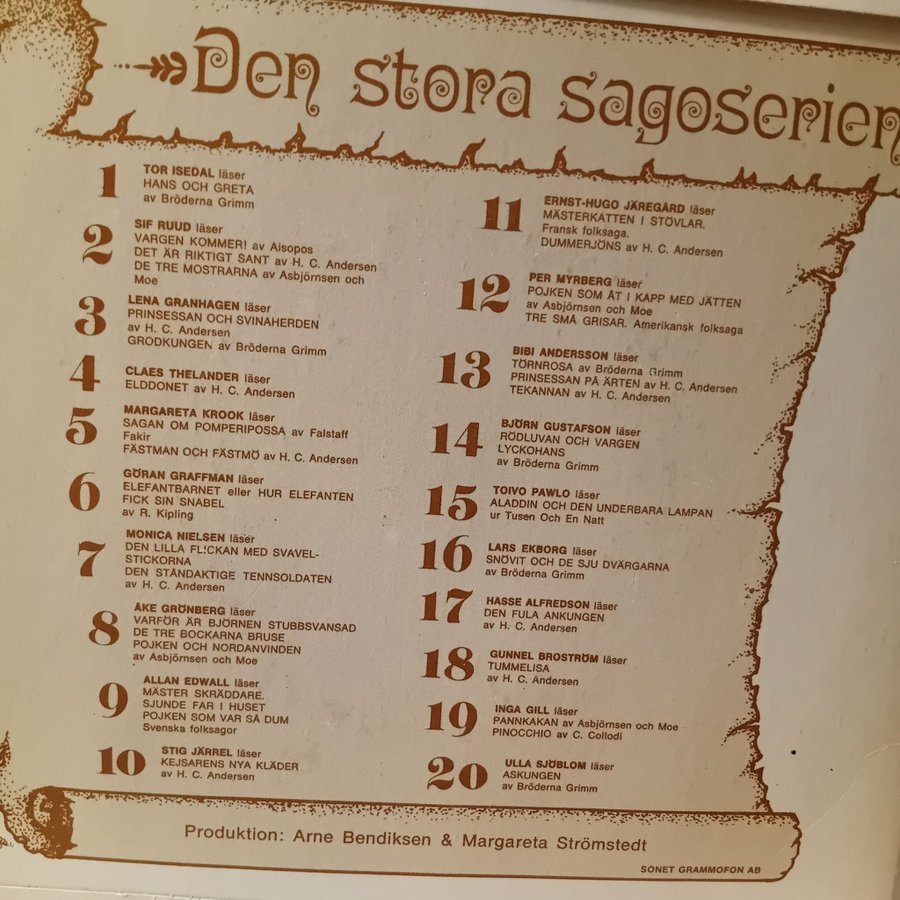 Den stora sagoserien
1 TOR ISEDAL läser
HANS OCH GRETA
av Bröderna Grimm
2 SIF RUUD läser
VARGEN KOMMER! av Aisopos
DET ÄR RIKTIGT SANT av H. C. Andersen
DE TRE MOSTRARNA av Asbjörnsen och
Moe
3 LENA GRANHAGEN läser
PRINSESSAN OCH SVINAHERDEN
av H. C. Andersen
GRODKUNGEN av Bröderna Grimm
4 CLAES THELANDER läser
ELDDONET av H. C. Andersen
5 MARGARETA KROOK läser
SAGAN OM POMPERIPOSSA av Falstaff
Fakir
FÄSTMAN OCH FÄSTMÖ av H. C. Andersen
6 GÖRAN GRAFFMAN läser
ELEFANTBARNET eller HUR ELEFANTEN
FICK SIN SNABEL
av R. Kipling
7 MONICA NIELSEN läser
DEN LILLA FLICKAN MED SVAVEL-
STICKORNA
DEN STÅNDAKTIGE TENNSOLDATEN
av H. C. Andersen
8 ÅKE GRÖNBERG läser
VARFÖR ÄR BJÖRNEN STUBBSVANSAD
DE TRE BOCKARNA BRUSE
POJKEN OCH NORDANVINDEN
av Asbjörnsen och Moe
9 ALLAN EDWALL läser
MÄSTER SKRÄDDARE.
SJUNDE FAR I HUSET
POJKEN SOM VAR SÅ DUM
Svenska folksagor
10 STIG JÄRREL läser
KEJSARENS NYA KLÄDER
av H. C. Andersen
11 ERNST-HUGO JÄREGÅRD läser
MÄSTERKATTEN I STÖVLAR.
Fransk folksaga.
DUMMERJÖNS av H. C. Andersen
12 PER MYRBERG läser
POJKEN SOM ÅT I KAPP MED JÄTTEN
av Asbjörnsen och Moe
TRE SMÅ GRISAR. Amerikansk folksaga
13 BIBI ANDERSSON läser
TÖRNROSA av Bröderna Grimm
PRINSESSAN PÅ ÄRTEN av H. C. Andersen
TEKANNAN av H. C. Andersen
14 BJÖRN GUSTAFSON läser
RÖDLUVAN OCH VARGEN
LYCKOHANS
av Bröderna Grimm
15 TOIVO PAWLO läser
ALADDIN OCH DEN UNDERBARA LAMPAN
ur Tusen Och En Natt
16 LARS EKBORG läser
SNÖVIT OCH DE SJU DVÄRGARNA
av Bröderna Grimm
17 HASSE ALFREDSON läser
DEN FULA ANKUNGEN
av H. C. Andersen
18 GUNNEL BROSTRÖM läser
TUMMELISA
av H. C. Andersen
19 INGA GILL läser
PANNKAKAN av Asbjörnsen och Moe
PINOCCHIO av C. Collodi
20 ULLA SJÖBLOM läser
ASKUNGEN
av Bröderna Grimm
Produktion: Arne Bendiksen & Margareta Strömstedt
SONET GRAMMOFON AB